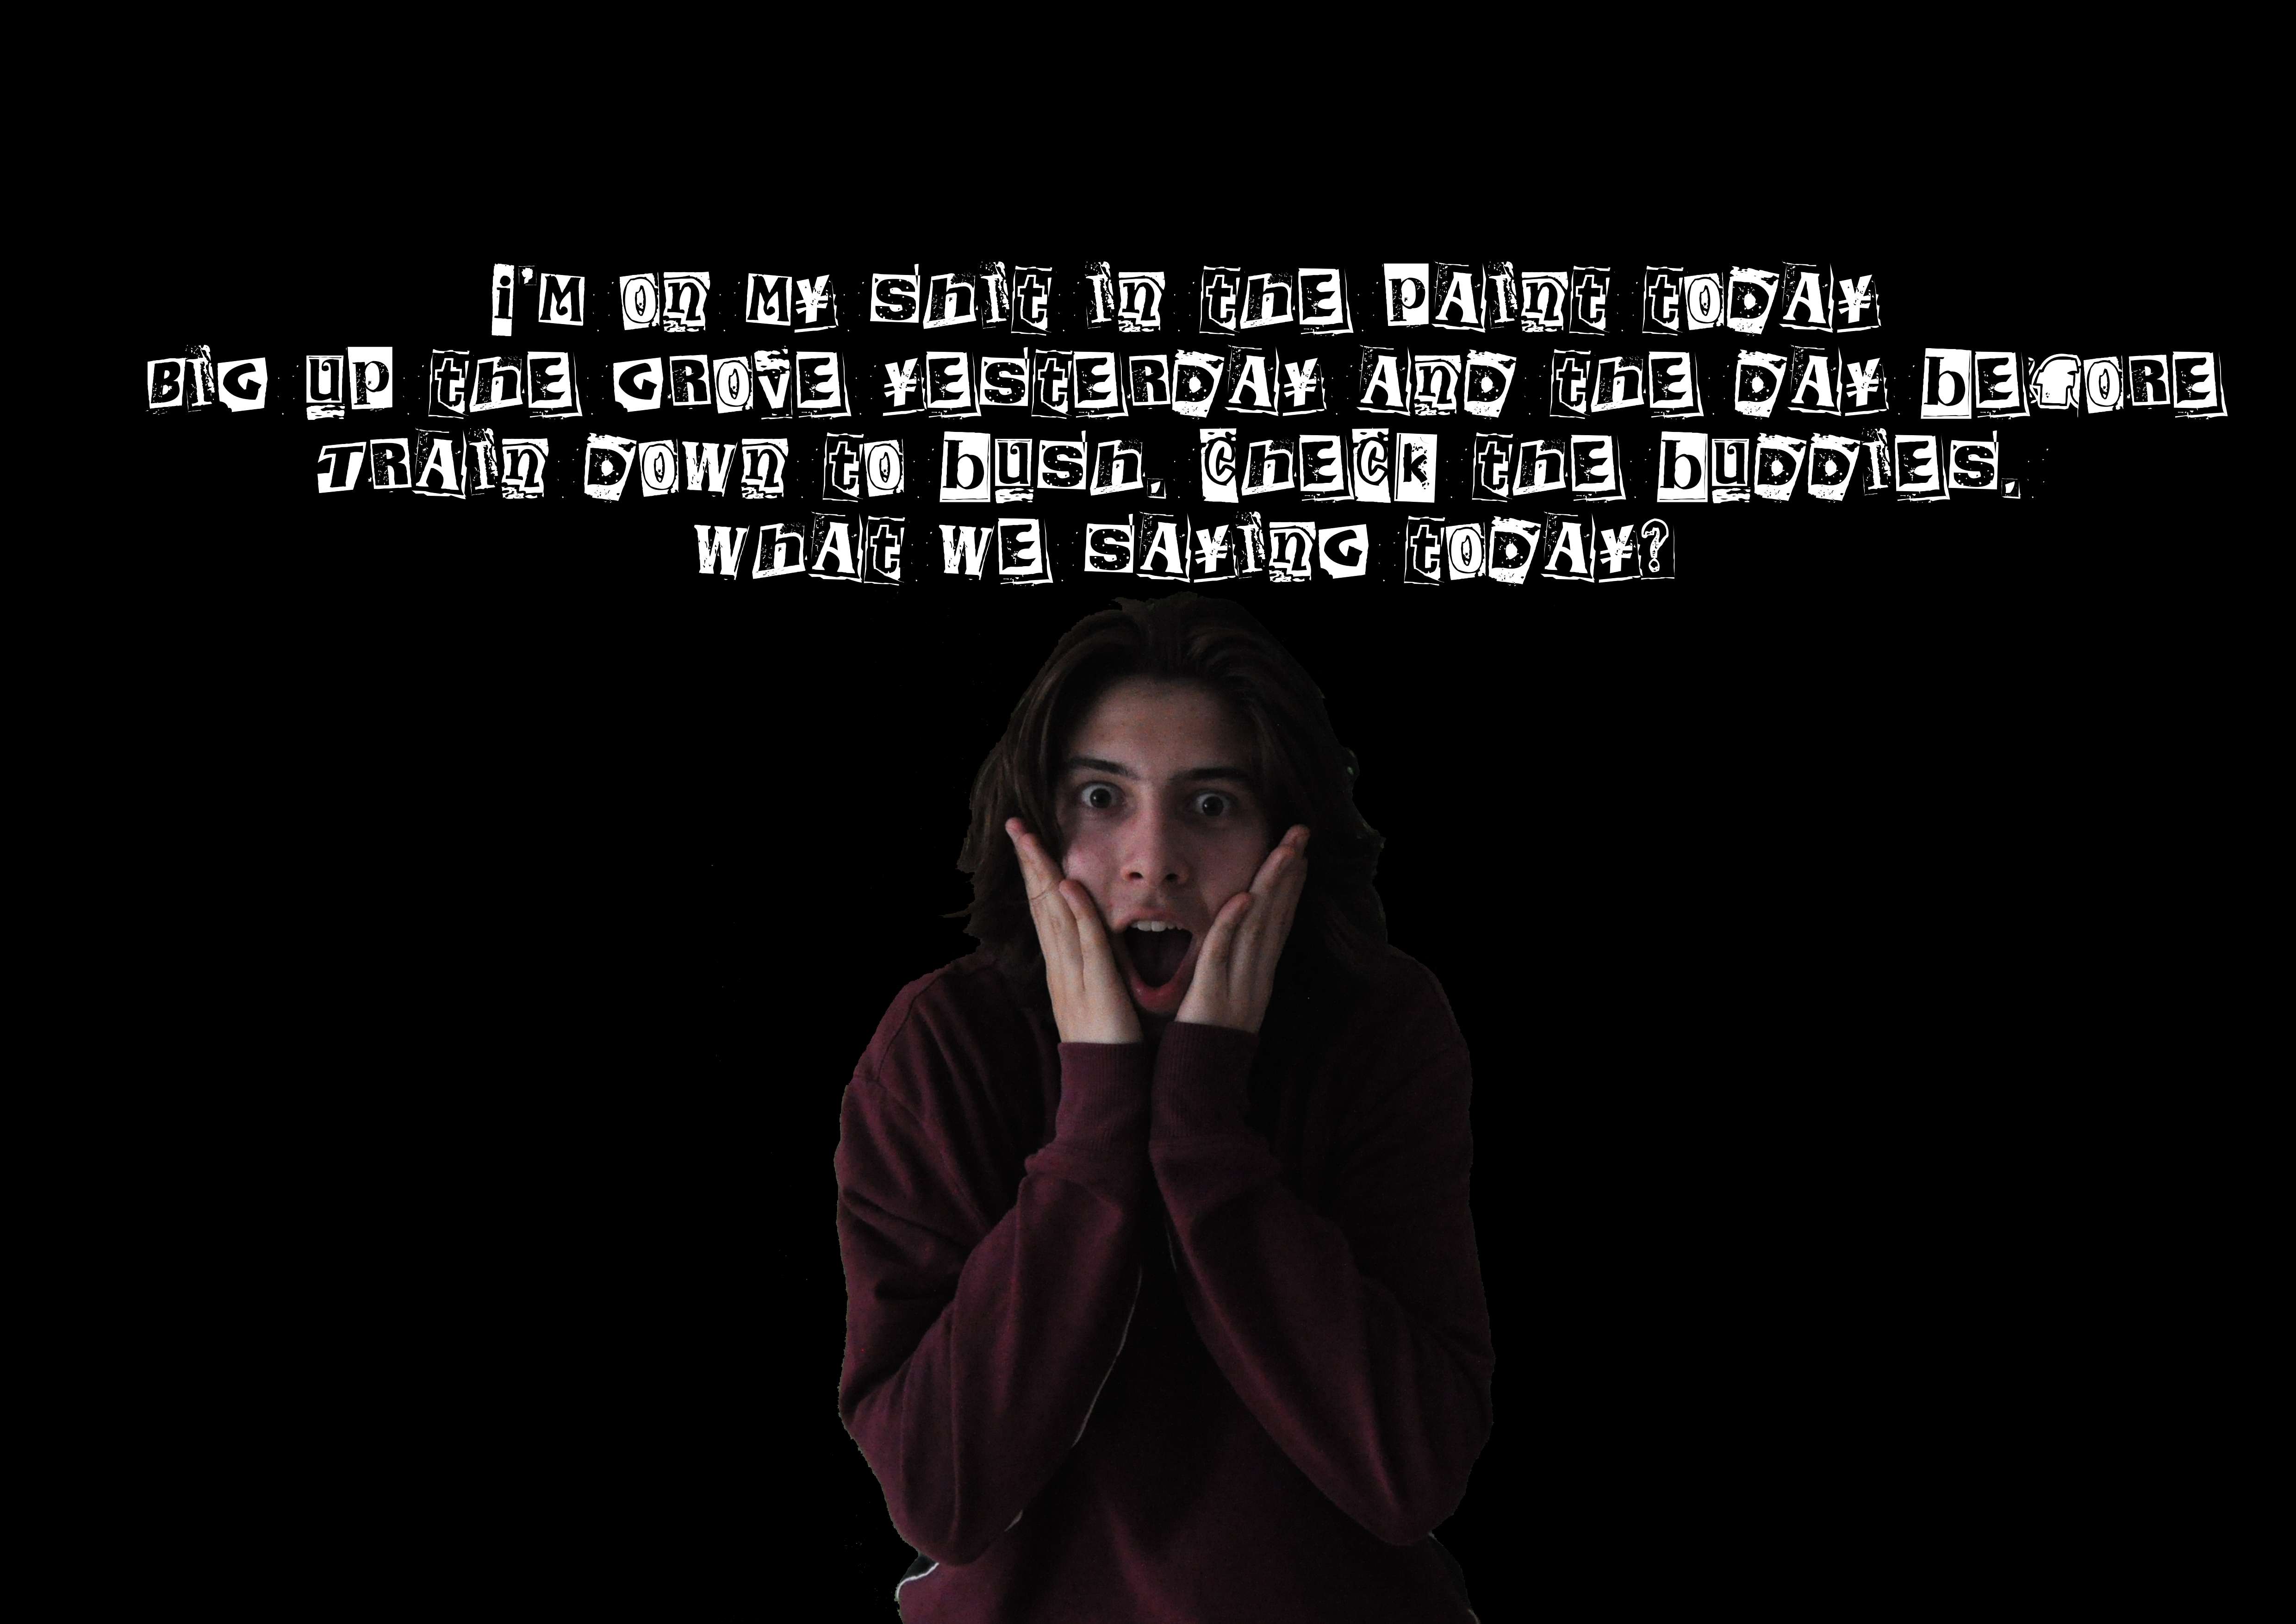 i'm on my shit in the paint today
Big up the grove yesterday and the day before
Train down to bush, check the buddies,
what we saying today?